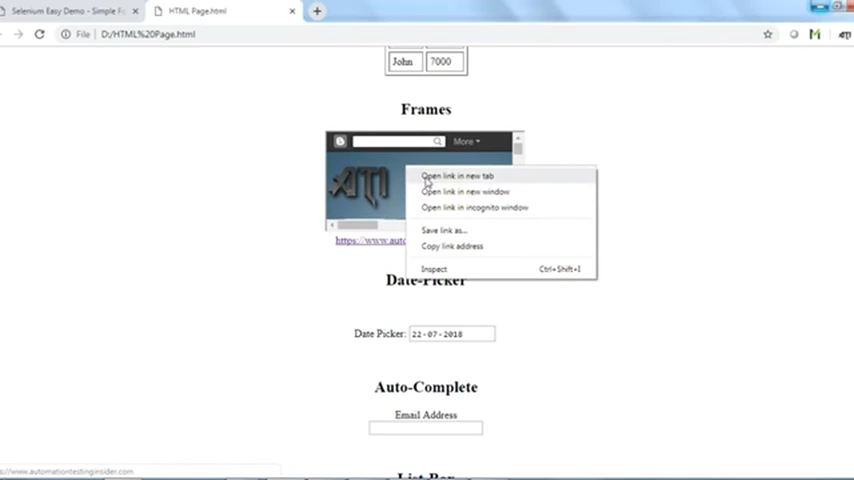 Selenium Easy Demo - Simple Fo
HTML Page.html
File
D:/HTML%20Page.html
John 7000
Frames
More
ATI
Open link in new tab
Open link in new window
Open link in incognito window
Save link as...
Copy link address
Inspect Ctrl+Shift+I
https://www.auto
Date-Picker
Date Picker: 22-07-2018
Auto-Complete
Email Address
List Box
://www.automationtestinginsider.com